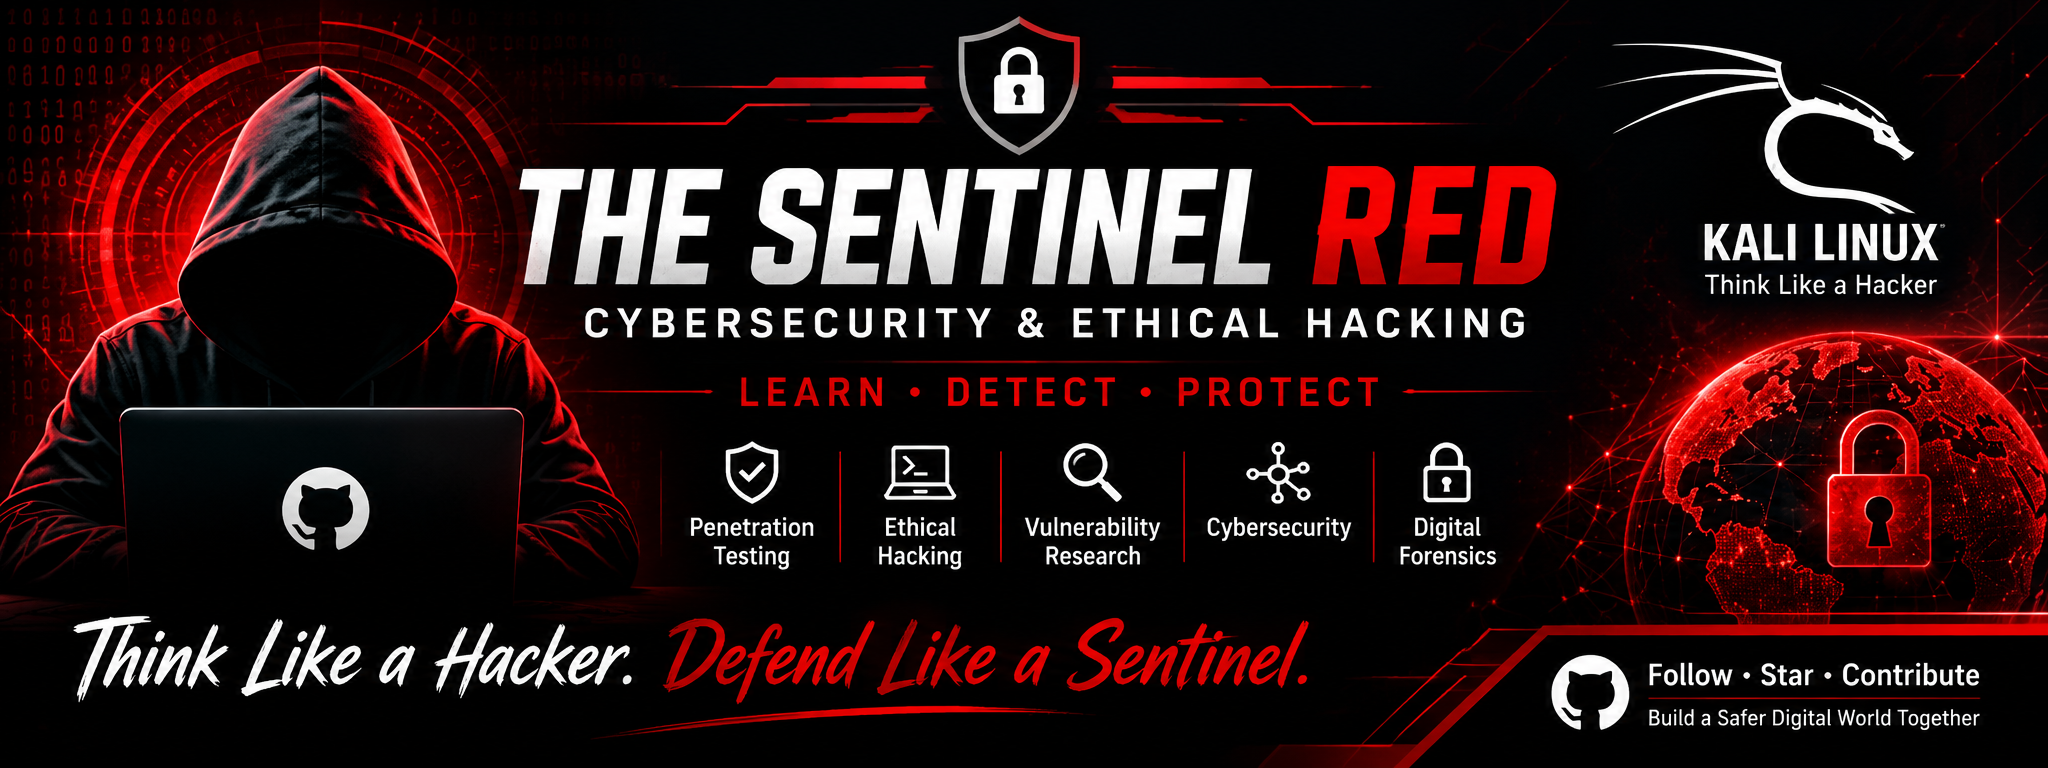 THE SENTINEL RED
CYBERSECURITY & ETHICAL HACKING
LEARN • DETECT • PROTECT
Penetration
Testing
Ethical
Hacking
Vulnerability
Research
Cybersecurity
Digital
Forensics
Think Like a Hacker. Defend Like a Sentinel.
KALI LINUX
Think Like a Hacker
Follow • Star • Contribute
Build a Safer Digital World Together